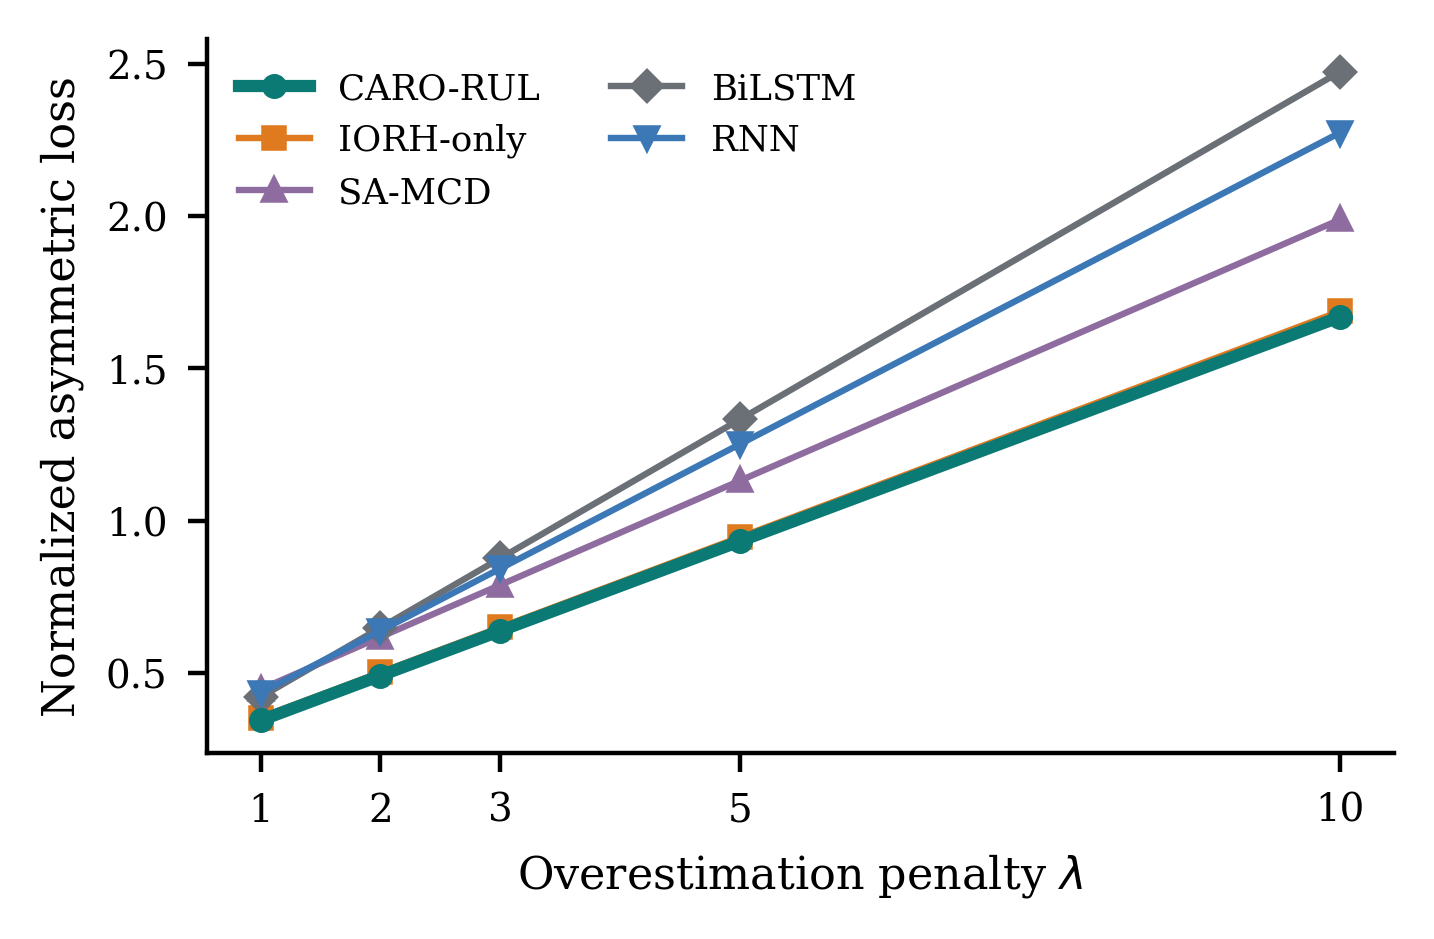 Normalized asymmetric loss
2.5
2.0
1.5
1.0
0.5
CARO-RUL
IORH-only
SA-MCD
BiLSTM
RNN
1 2 3 5 10
Overestimation penalty λ